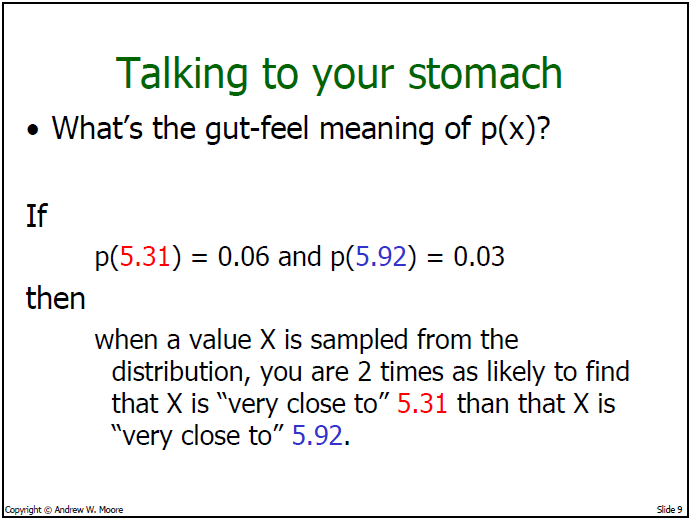 Talking to your stomach
• What’s the gut-feel meaning of p(x)?
If
p(5.31) = 0.06 and p(5.92) = 0.03
then
when a value X is sampled from the
distribution, you are 2 times as likely to find
that X is “very close to” 5.31 than that X is
“very close to” 5.92.
Copyright © Andrew W. Moore
Slide 9